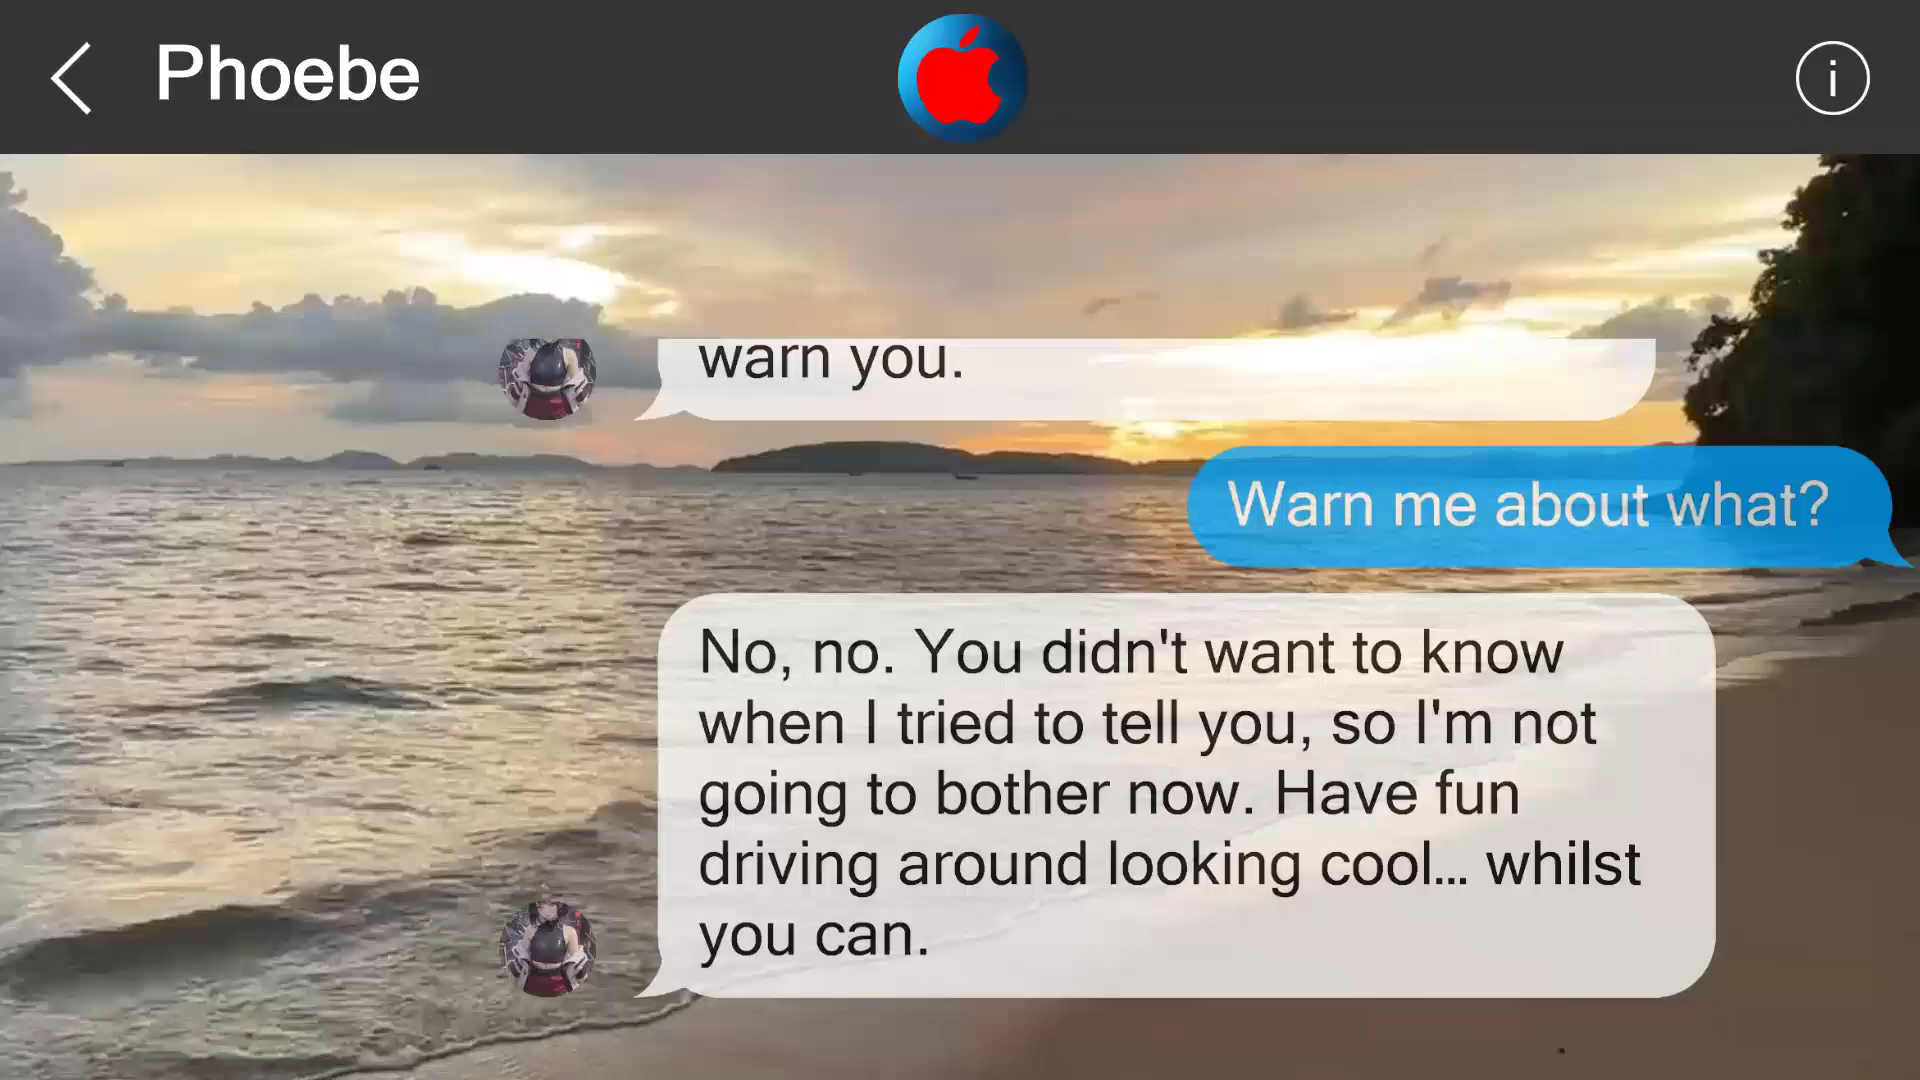 Phoebe
i
warn you.
Warn me about what?
No, no. You didn't want to know
when I tried to tell you, so I'm not
going to bother now. Have fun
driving around looking cool... whilst
you can.